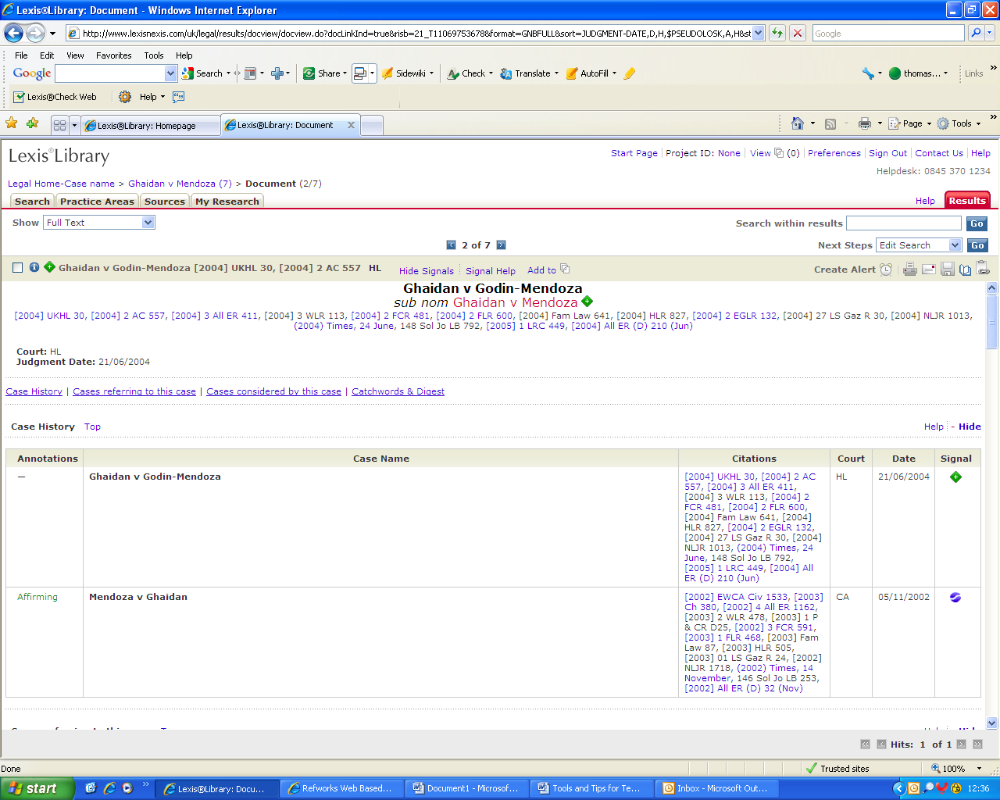 Lexis®Library: Document - Windows Internet Explorer
http://www.lexisnexis.com/uk/legal/results/docview/docview.do?docLinkInd=true&risb=21_T11069753678&format=GNBFULL&sort=JUDGMENT-DATE,D,H,$PSEUDOLOSK,A,H&st
Google
File Edit View Favorites Tools Help
Google Search Share Sidewiki Check Translate AutoFill thomas... Links
Lexis®Check Web Help
Lexis®Library: Homepage Lexis®Library: Document Page Tools
Lexis®Library
Start Page Project ID: None View (0) Preferences Sign Out Contact Us Help
Helpdesk: 0845 370 1234
Legal Home-Case name > Ghaidan v Mendoza (7) > Document (2/7)
Search Practice Areas Sources My Research Help Results
Show Full Text Search within results Go
2 of 7 Next Steps Edit Search Go
Ghaidan v Godin-Mendoza [2004] UKHL 30, [2004] 2 AC 557 HL Hide Signals Signal Help Add to Create Alert
Ghaidan v Godin-Mendoza
sub nom Ghaidan v Mendoza
[2004] UKHL 30, [2004] 2 AC 557, [2004] 3 All ER 411, [2004] 3 WLR 113, [2004] 2 FCR 481, [2004] 2 FLR 600, [2004] Fam Law 641, [2004] HLR 827, [2004] 2 EGLR 132, [2004] 27 LS Gaz R 30, [2004] NLJR 1013,
(2004) Times, 24 June, 148 Sol Jo LB 792, [2005] 1 LRC 449, [2004] All ER (D) 210 (Jun)
Court: HL
Judgment Date: 21/06/2004
Case History | Cases referring to this case | Cases considered by this case | Catchwords & Digest
Case History Top Help - Hide
Annotations Case Name Citations Court Date Signal
— Ghaidan v Godin-Mendoza [2004] UKHL 30, [2004] 2 AC HL 21/06/2004
557, [2004] 3 All ER 411,
[2004] 3 WLR 113, [2004] 2
FCR 481, [2004] 2 FLR 600,
[2004] Fam Law 641, [2004]
HLR 827, [2004] 2 EGLR 132,
[2004] 27 LS Gaz R 30, [2004]
NLJR 1013, (2004) Times, 24
June, 148 Sol Jo LB 792,
[2005] 1 LRC 449, [2004] All
ER (D) 210 (Jun)
Affirming Mendoza v Ghaidan [2002] EWCA Civ 1533, [2003] CA 05/11/2002
Ch 380, [2002] 4 All ER 1162,
[2003] 2 WLR 478, [2003] 1 P
& CR D25, [2002] 3 FCR 591,
[2003] 1 FLR 468, [2003] Fam
Law 87, [2003] HLR 505,
[2003] 01 LS Gaz R 24, [2002]
NLJR 1718, (2002) Times, 14
November, 146 Sol Jo LB 253,
[2002] All ER (D) 32 (Nov)
Hits: 1 of 1
Done Trusted sites 100%
start Lexis®Library: Docu... Refworks Web Based... Document1 - Microsof... Tools and Tips for Te... Inbox - Microsoft Out... 12:36